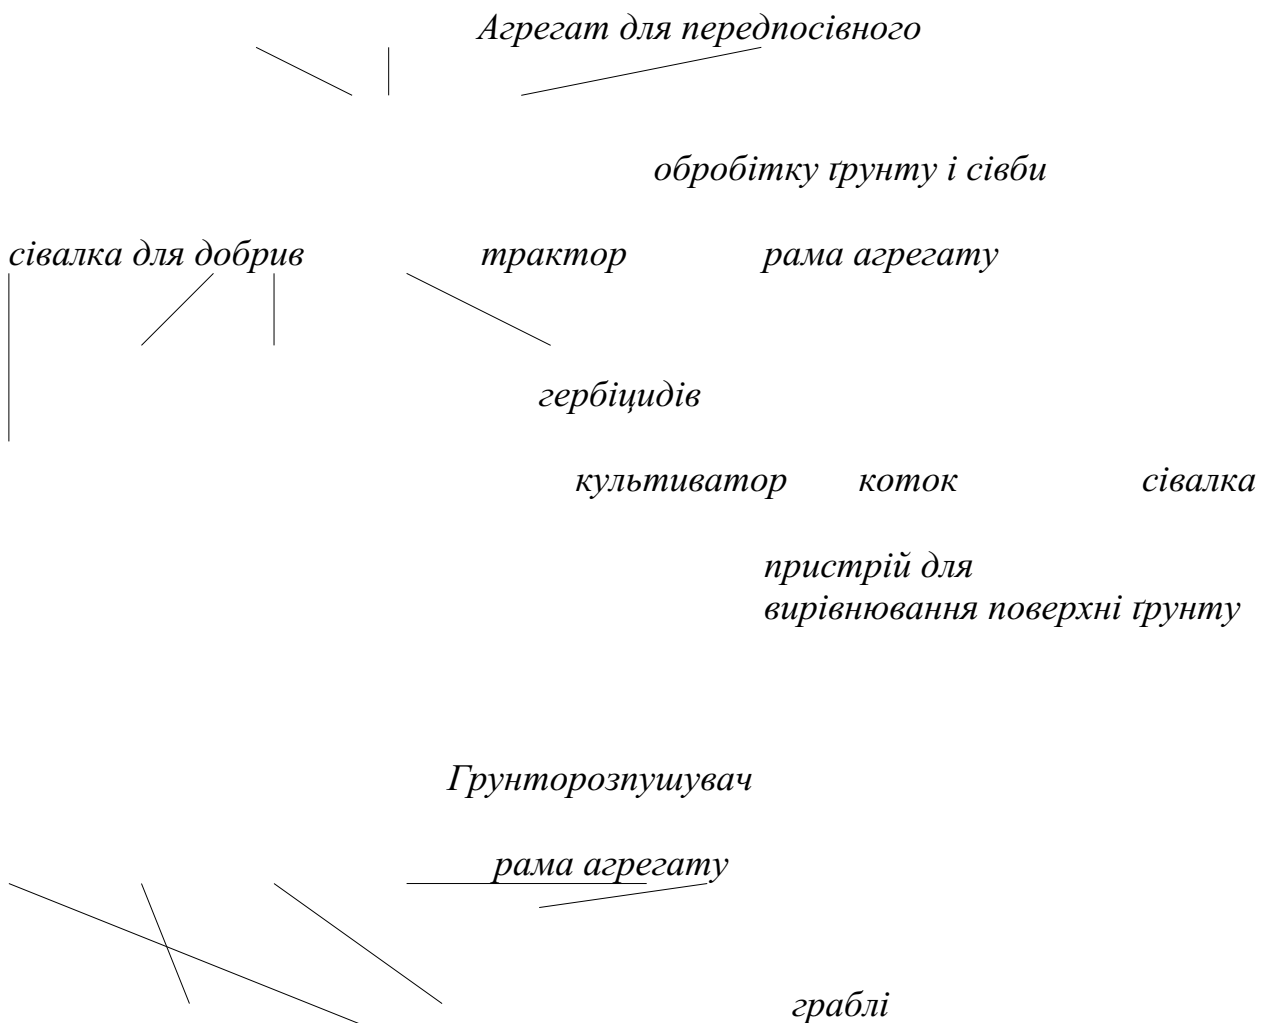 Агрегат для передпосівного
обробітку ґрунту і сівби
сівалка для добрив трактор рама агрегату
гербіцидів
культиватор коток сівалка
пристрій для
вирівнювання поверхні ґрунту
Грунторозпушувач
рама агрегату
граблі